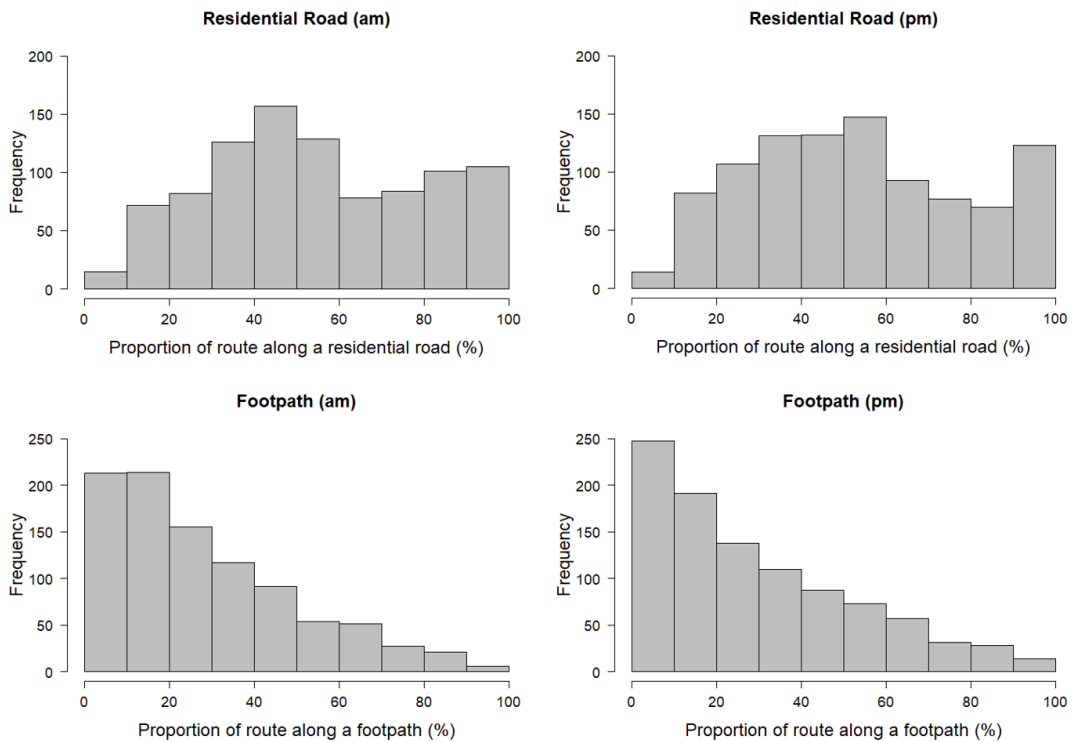 Residential Road (am)
Frequency
200
150
100
50
0
0 20 40 60 80 100
Proportion of route along a residential road (%)
Residential Road (pm)
Frequency
200
150
100
50
0
0 20 40 60 80 100
Proportion of route along a residential road (%)
Footpath (am)
Frequency
250
200
150
100
50
0
0 20 40 60 80 100
Proportion of route along a footpath (%)
Footpath (pm)
Frequency
250
200
150
100
50
0
0 20 40 60 80 100
Proportion of route along a footpath (%)